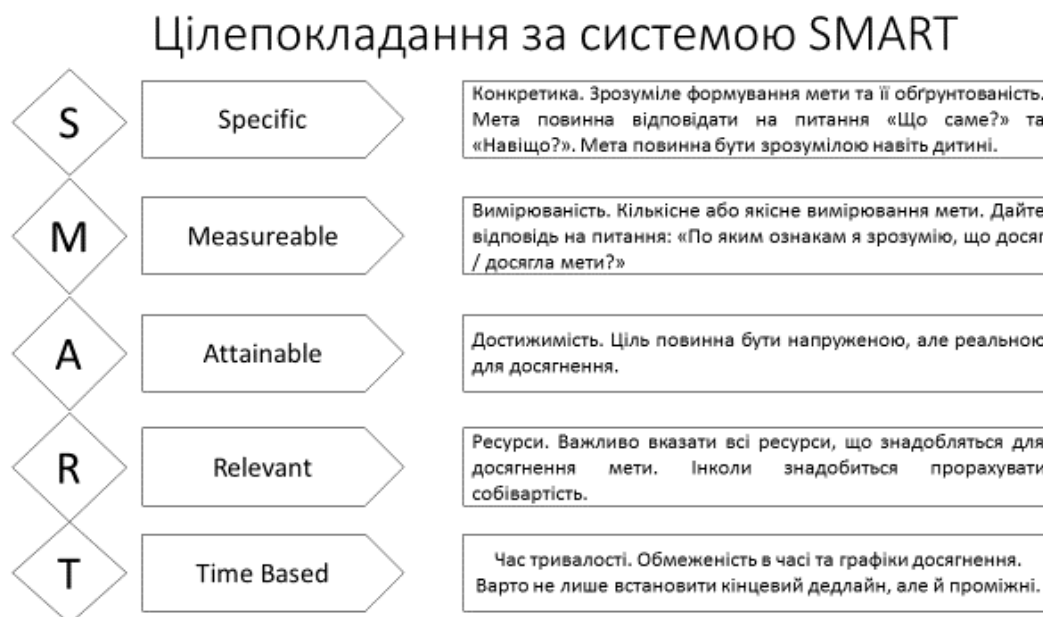 Цілепокладання за системою SMART
S
Specific
Конкретика. Зрозуміле формування мети та її обґрунтованість.
Мета повинна відповідати на питання «Що саме?» та
«Навіщо?». Мета повинна бути зрозумілою навіть дитині.
M
Measureable
Вимірюваність. Кількісне або якісне вимірювання мети. Дайте
відповідь на питання: «По яким ознакам я зрозумію, що досяг
/ досягла мети?»
A
Attainable
Достижимість. Ціль повинна бути напруженою, але реальною
для досягнення.
R
Relevant
Ресурси. Важливо вказати всі ресурси, що знадобляться для
досягнення мети. Інколи знадобиться прорахувати
собівартість.
T
Time Based
Час тривалості. Обмеженість в часі та графіки досягнення.
Варто не лише встановити кінцевий дедлайн, але й проміжні.